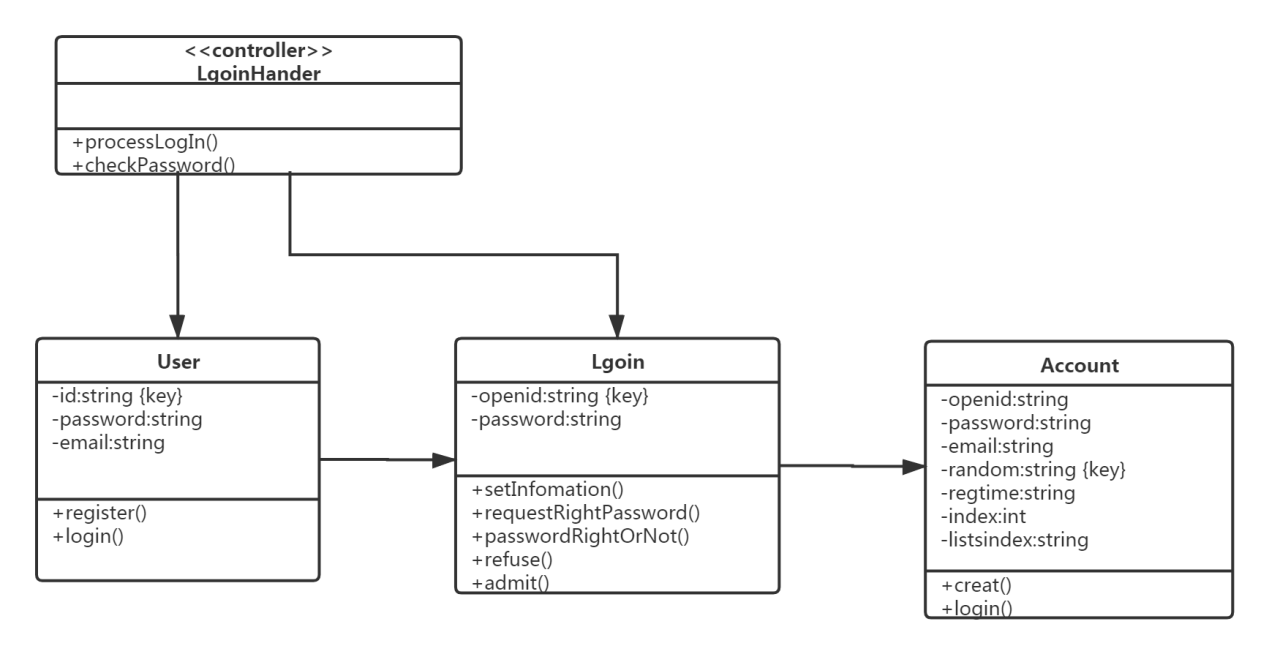 <<controller>>
LgoinHander
+processLogIn()
+checkPassword()
User
-id:string {key}
-password:string
-email:string
+register()
+login()
Lgoin
-openid:string {key}
-password:string
+setInfomation()
+requestRightPassword()
+passwordRightOrNot()
+refuse()
+admit()
Account
-openid:string
-password:string
-email:string
-random:string {key}
-regtime:string
-index:int
-listsindex:string
+creat()
+login()